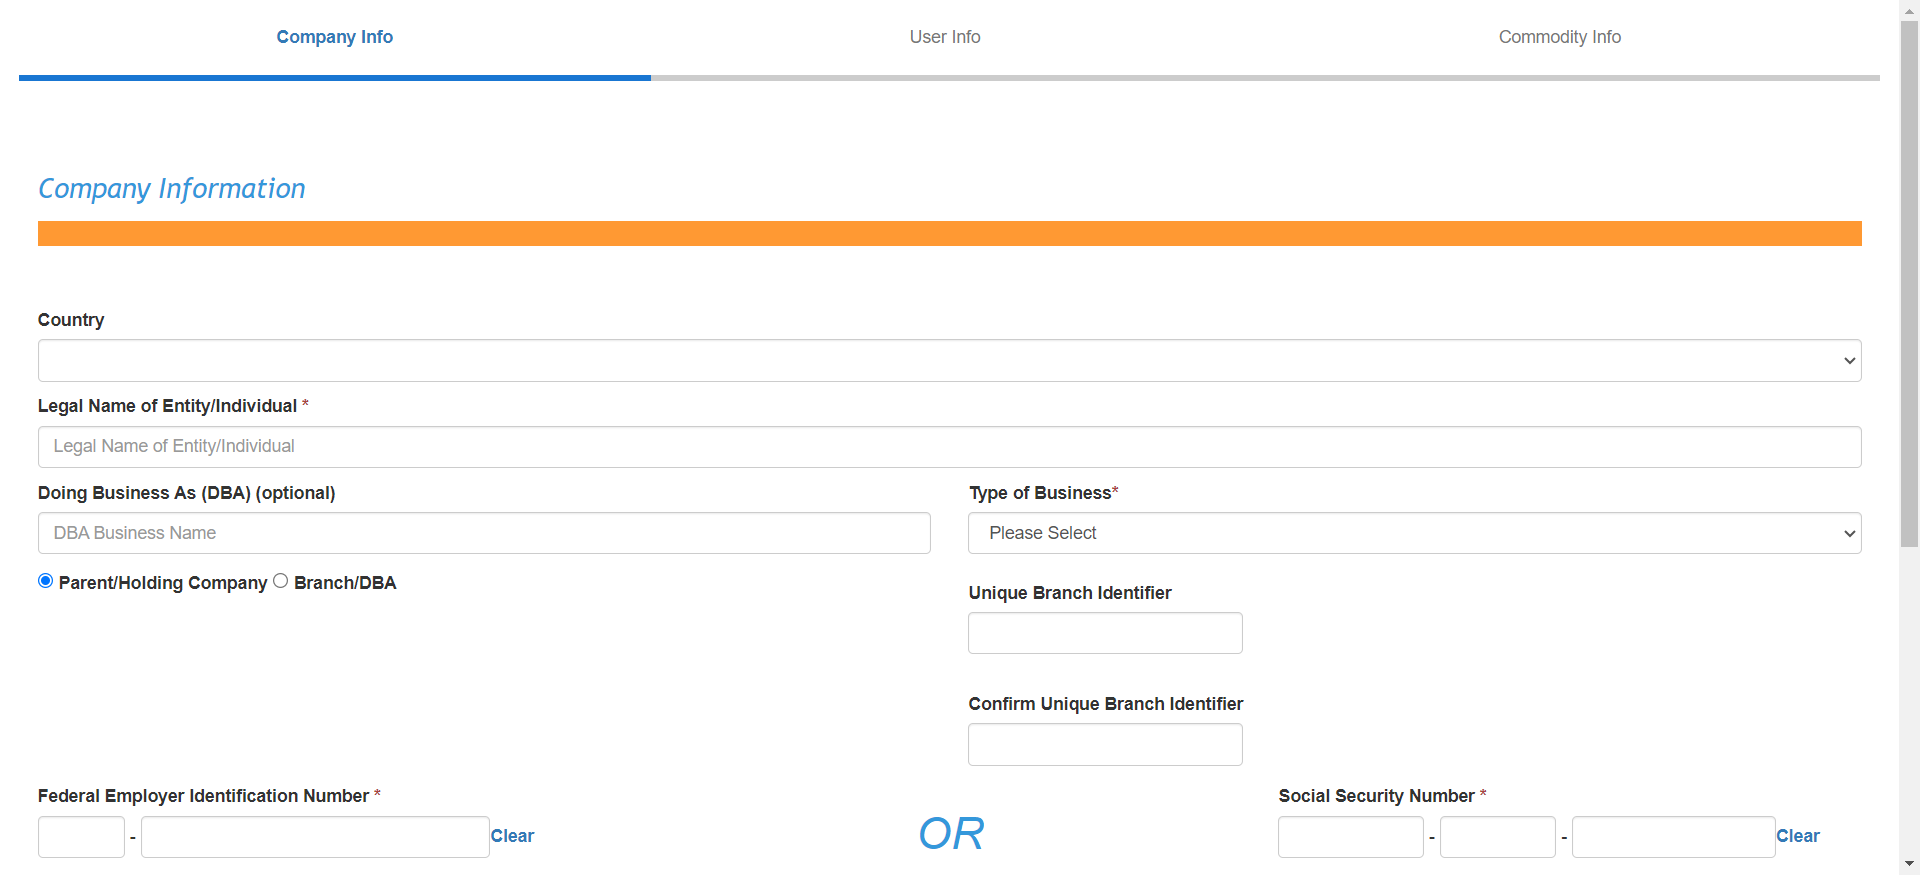 Company Info
User Info
Commodity Info
Company Information
Country
Legal Name of Entity/Individual *
Legal Name of Entity/Individual
Doing Business As (DBA) (optional)
Type of Business*
DBA Business Name
Please Select
Parent/Holding Company
Branch/DBA
Unique Branch Identifier
Confirm Unique Branch Identifier
Federal Employer Identification Number *
Social Security Number *
- Clear
OR
- - Clear